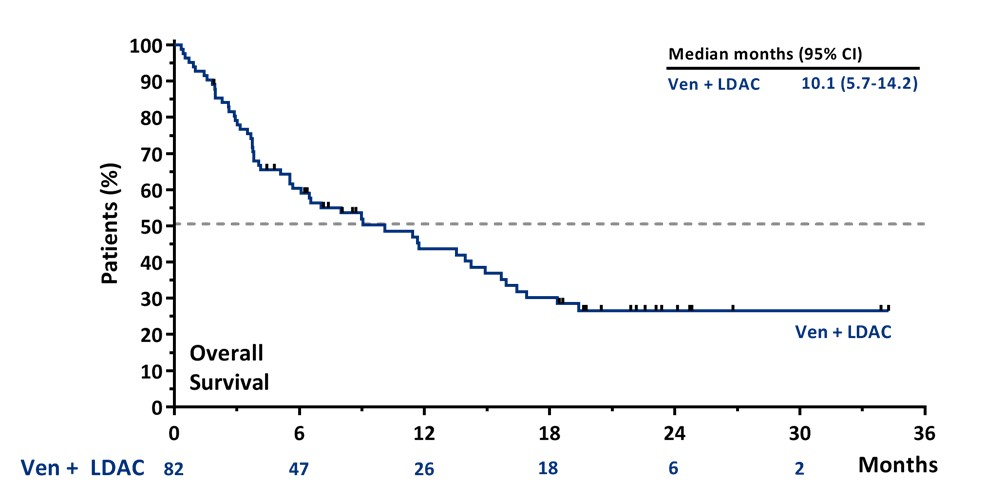 Median months (95% CI)
Ven + LDAC 10.1 (5.7-14.2)
Patients (%)
100
90
80
70
60
50
40
30
20
10
0
Ven + LDAC
Overall
Survival
0 6 12 18 24 30 36
Ven + LDAC 82 47 26 18 6 2 Months